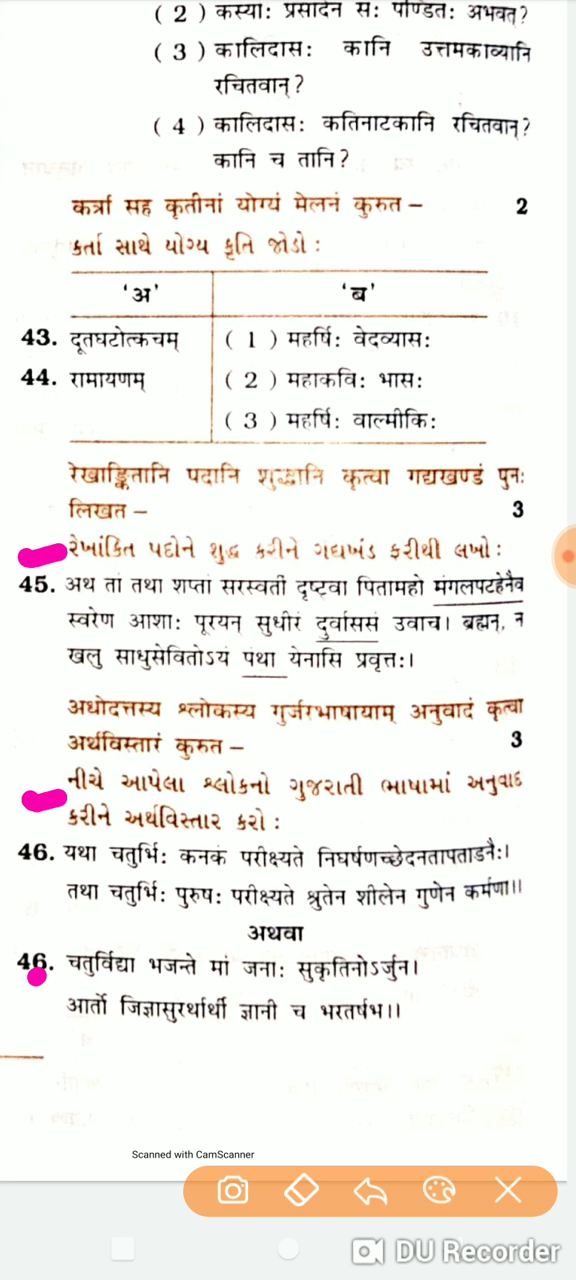 ( 2 ) कस्याः प्रसादेन सः पण्डितः अभवत्?
( 3 ) कालिदासः कानि उत्तमकाव्यानि
रचितवान्?
( 4 ) कालिदासः कतिनाटकानि रचितवान्?
कानि च तानि?
कर्त्रा सह कृतीनां योग्यं मेलनं कुरुत – 2
કર્તા સાથે યોગ્ય કૃતિ જોડો :
'अ' 'ब'
43. दूतघटोत्कचम् ( 1 ) महर्षिः वेदव्यासः
44. रामायणम् ( 2 ) महाकविः भासः
( 3 ) महर्षिः वाल्मीकिः
रेखाङ्कितानि पदानि शुद्धानि कृत्वा गद्यखण्डं पुनः
लिखत – 3
રેખાંકિત પદોને શુદ્ધ કરીને ગદ્યખંડ ફરીથી લખો :
45. अथ तां तथा शप्तां सरस्वतीं दृष्टवा पितामहो मंगलपटहेनैव
स्वरेण आशाः पूरयन् सुधीरं दुर्वाससं उवाच। ब्रह्मन्, न
खलु साधुसेवितोऽयं पंथा येनासि प्रवृत्तः।
अधोदत्तस्य श्लोकस्य गुर्जरभाषायाम् अनुवादं कृत्वा
अर्थविस्तारं कुरुत – 3
નીચે આપેલા શ્લોકનો ગુજરાતી ભાષામાં અનુવાદ
કરીને અર્થવિસ્તાર કરો :
46. यथा चतुर्भिः कनकं परीक्ष्यते निघर्षणच्छेदनतापताडनैः।
तथा चतुर्भिः पुरुषः परीक्ष्यते श्रुतेन शीलेन गुणेन कर्मणा।।
अथवा
46. चतुर्विद्या भजन्ते मां जनाः सुकृतिनोऽर्जुन।
आर्तो जिज्ञासुरर्थार्थी ज्ञानी च भरतर्षभ।।
Scanned with CamScanner
DU Recorder